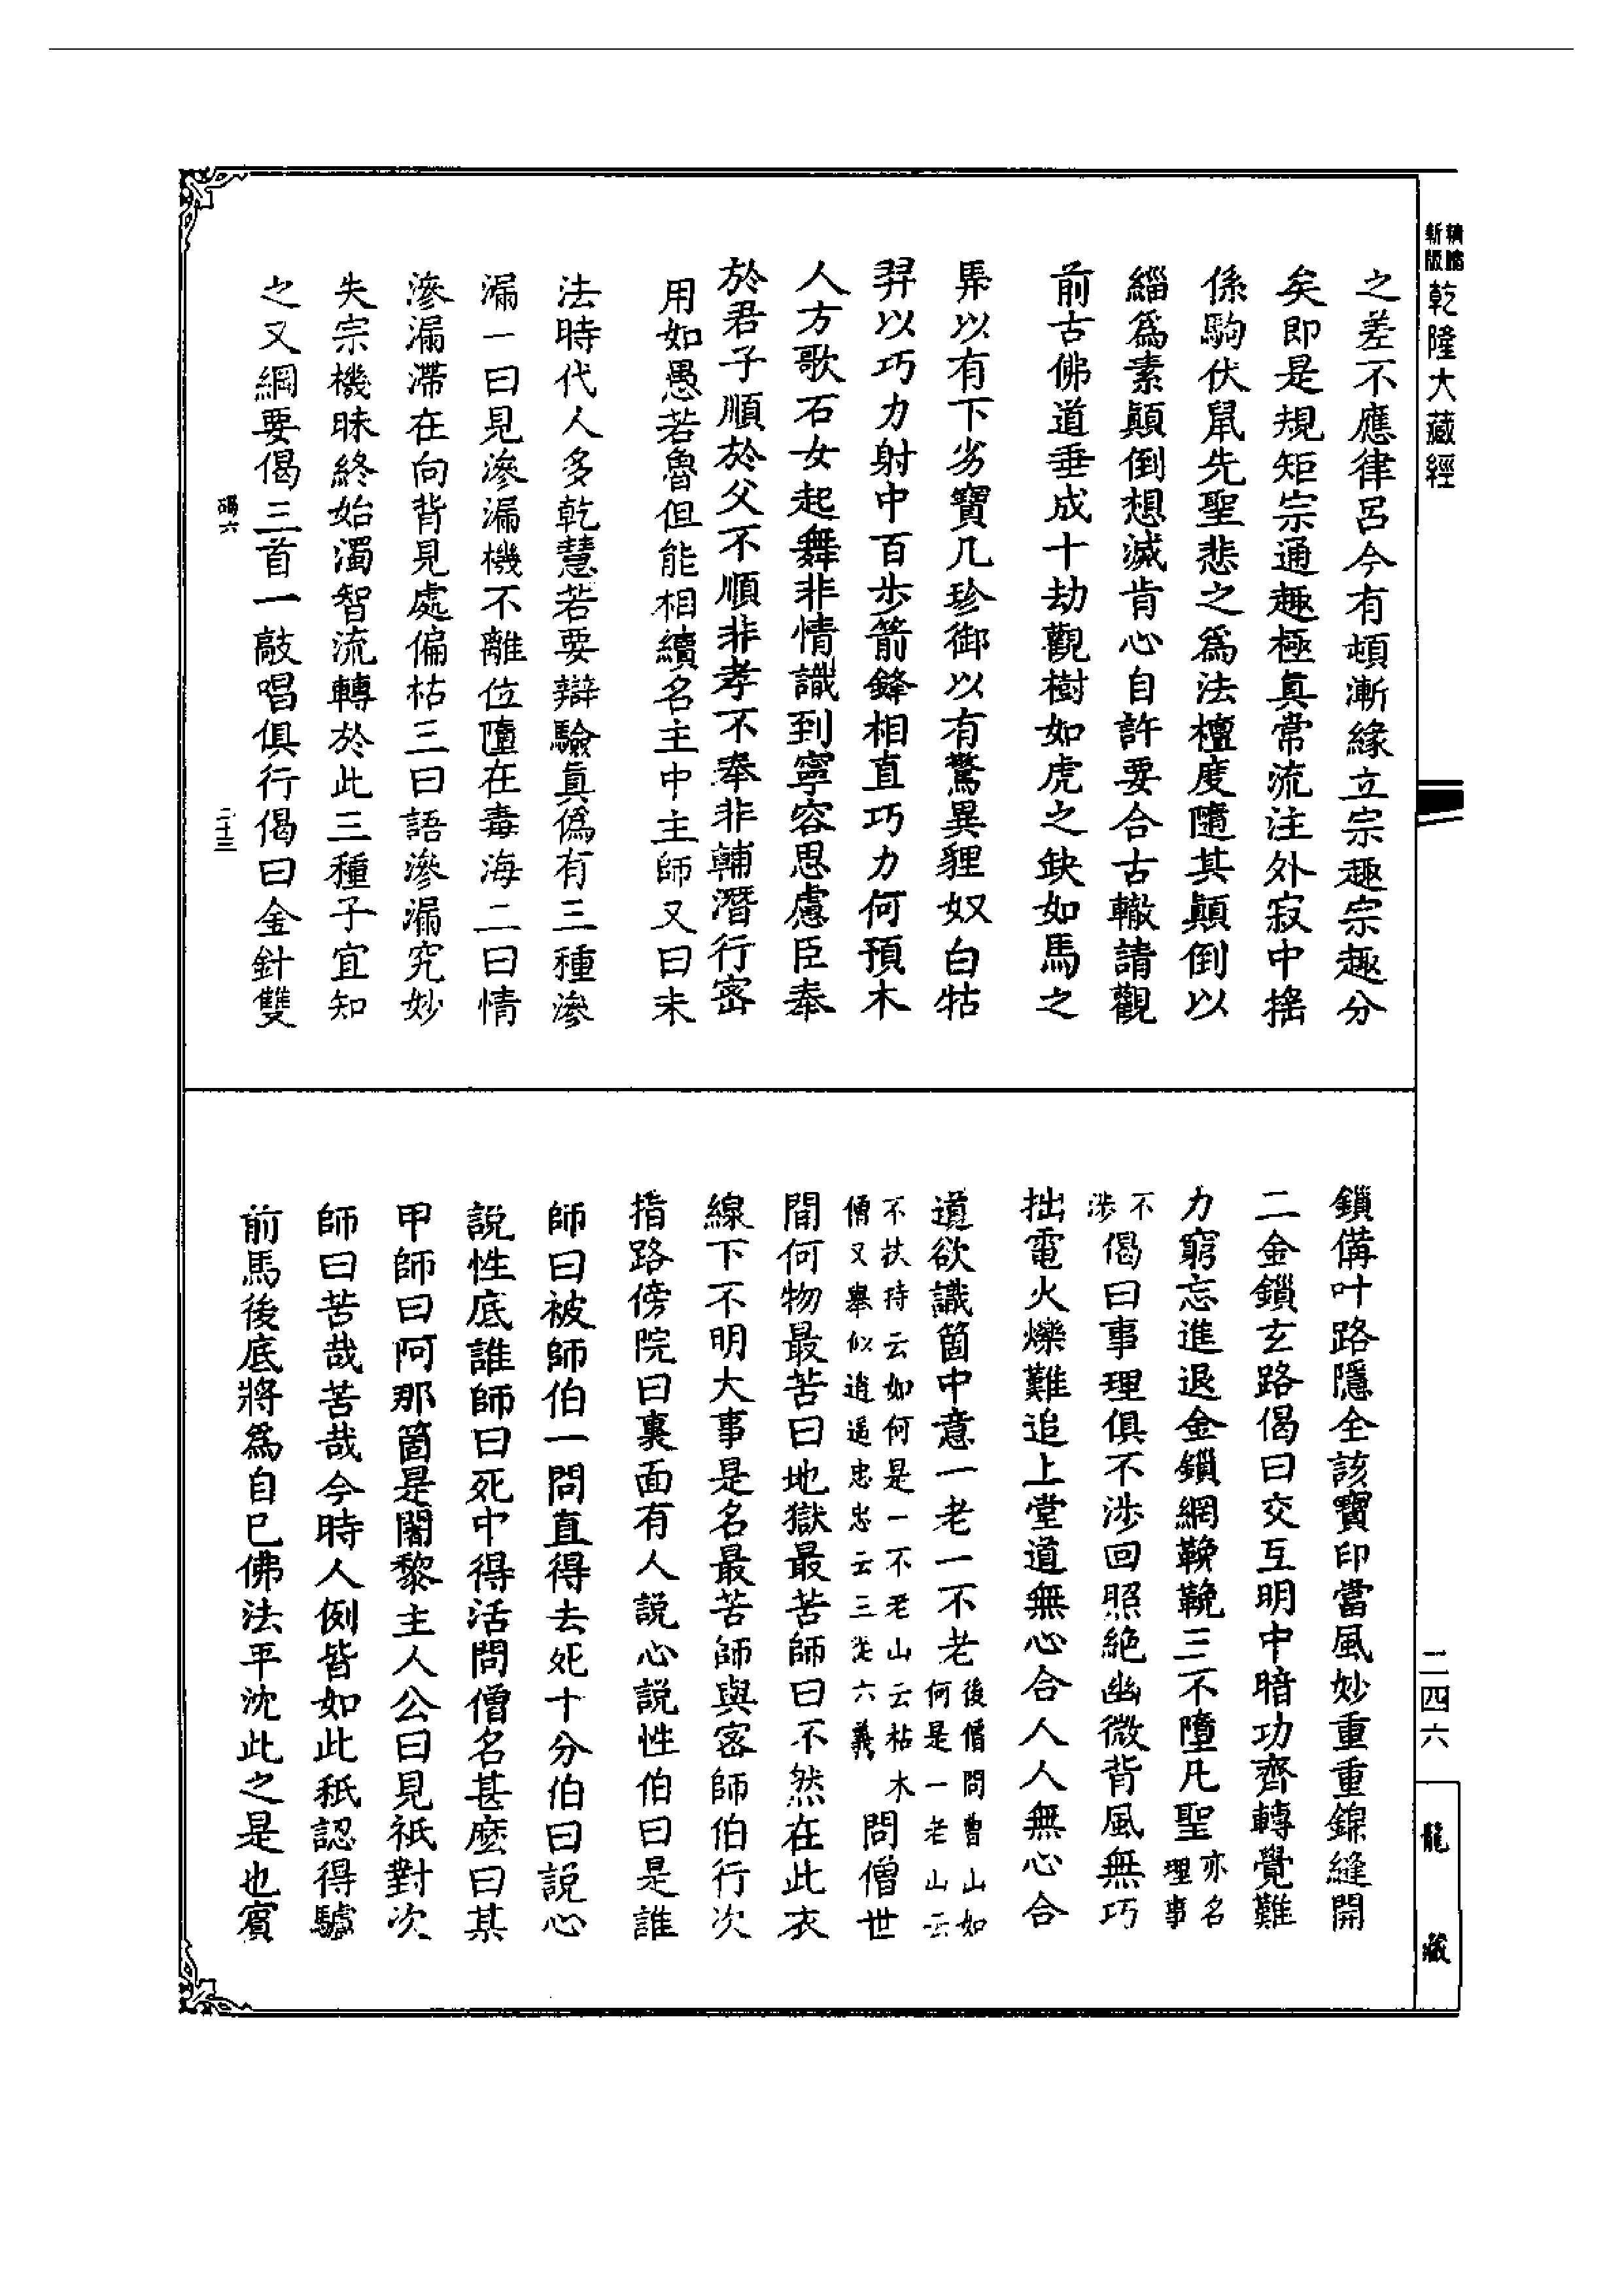 新版
精縮
乾隆大藏經
之差不應律呂今有頓漸緣立宗趣宗趣分
矣即是規矩宗通趣極真常流注外寂中搖
係駒伏鼠先聖悲之為法檀度隨其顛倒以
緇為素顛倒想滅肯心自許要合古轍請觀
前古佛道垂成十劫觀樹如虎之缺如馬之
馵以有下劣寶几珍御以有驚異貍奴白牯
羿以巧力射中百步箭鋒相直巧力何預木
人方歌石女起舞非情識到寧容思慮臣奉
於君子順於父不順非孝不奉非輔潛行密
用如愚若魯但能相續名主中主師又曰末
法時代人多乾慧若要辯驗真偽有三種滲
漏一曰見滲漏機不離位墮在毒海二曰情
滲漏滯在向背見處偏枯三曰語滲漏究妙
失宗機昧終始濁智流轉於此三種子宜知
之又綱要偈三首一敲唱俱行偈曰金針雙
六
二十三
鎖備叶路隱全該寶印當風妙重重錦縫開
二金鎖玄路偈曰交互明中暗功齊轉覺難
力窮忘進退金鎖網鞔鞔三不墮凡聖亦名理事
不涉偈曰事理俱不涉回照絕幽微背風無巧
拙電火爍難追上堂道無心合人人無心合
道欲識箇中意一老一不老後僧問曹山如何是一老山云
不扶持云如何是一不老山云枯木僧又舉似逍遙忠忠云三從六義問僧世
間何物最苦曰地獄最苦師曰不然在此衣
線下不明大事是名最苦師與密師伯行次
指路傍院曰裏面有人說心說性伯曰是誰
師曰被師伯一問直得去死十分伯曰說心
說性底誰師曰死中得活問僧名甚麼曰某
甲師曰阿那箇是闍黎主人公曰見祇對次
師曰苦哉苦哉今時人例皆如此秖認得驢
前馬後底將為自己佛法平沈此之是也賓
二四六
龍藏